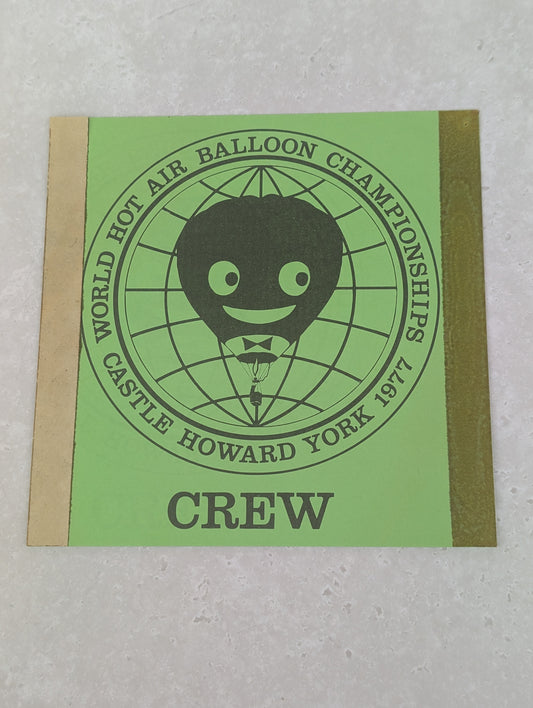 WORLD HOT AIR BALLOON CHAMPIONSHIPS
CASTLE HOWARD YORK 1977
CREW